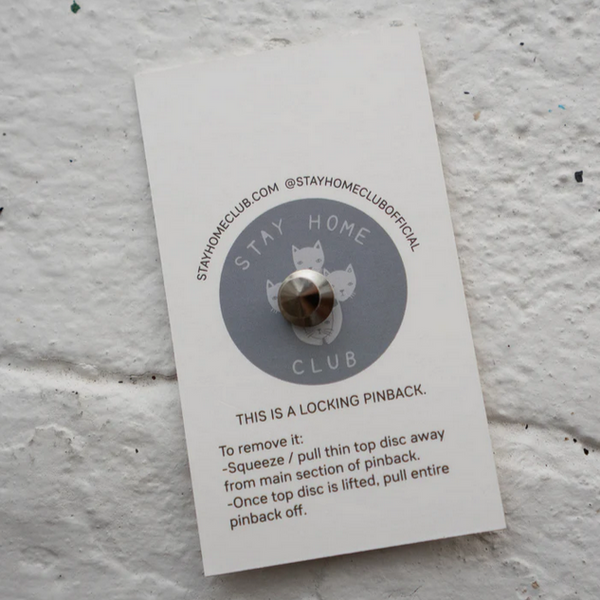 STAYHOMECLUB.COM @STAYHOMECLUBOFFICIAL
STAY HOME
CLUB
THIS IS A LOCKING PINBACK.
To remove it:
-Squeeze / pull thin top disc away
from main section of pinback.
-Once top disc is lifted, pull entire
pinback off.